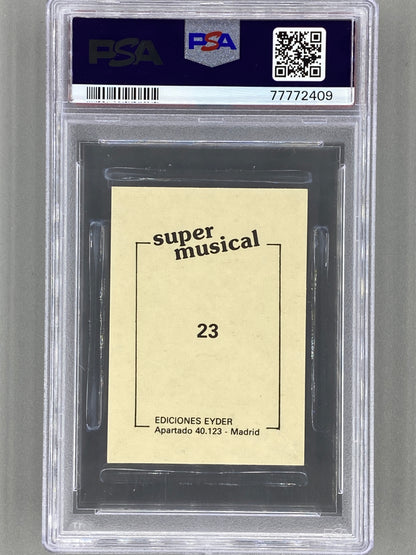 PSA
PSA
77772409
super
musical
23
EDICIONES EYDER
Apartado 40.123 - Madrid